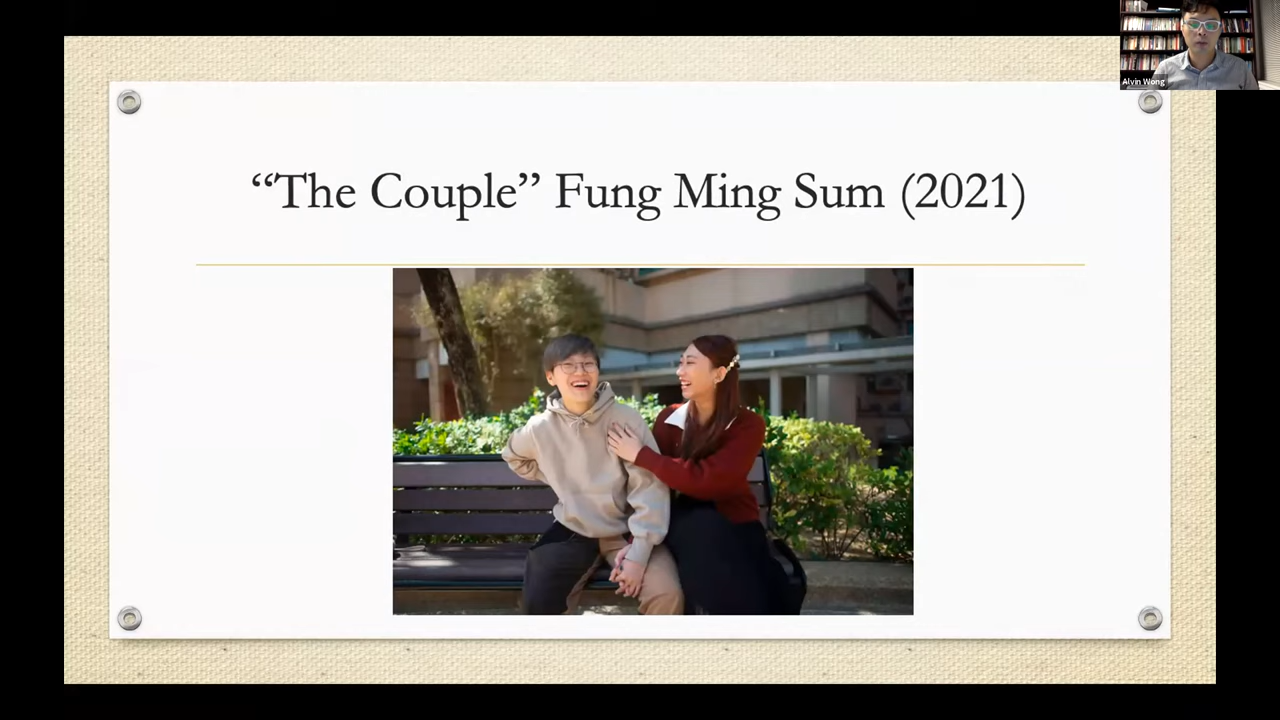 Alvin Wong
“The Couple” Fung Ming Sum (2021)